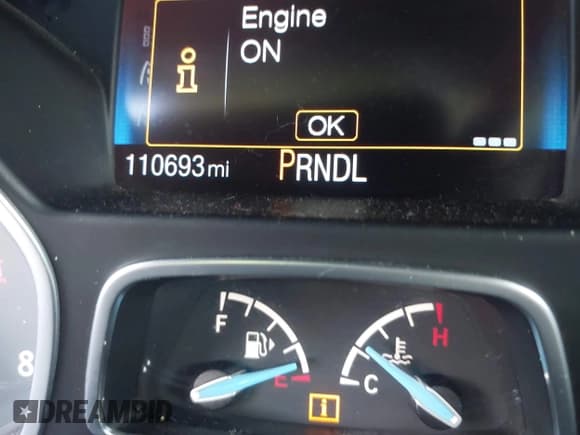 Engine
ON
OK
110693 mi PRNDL
F
H
E
C
8
DREAMBID